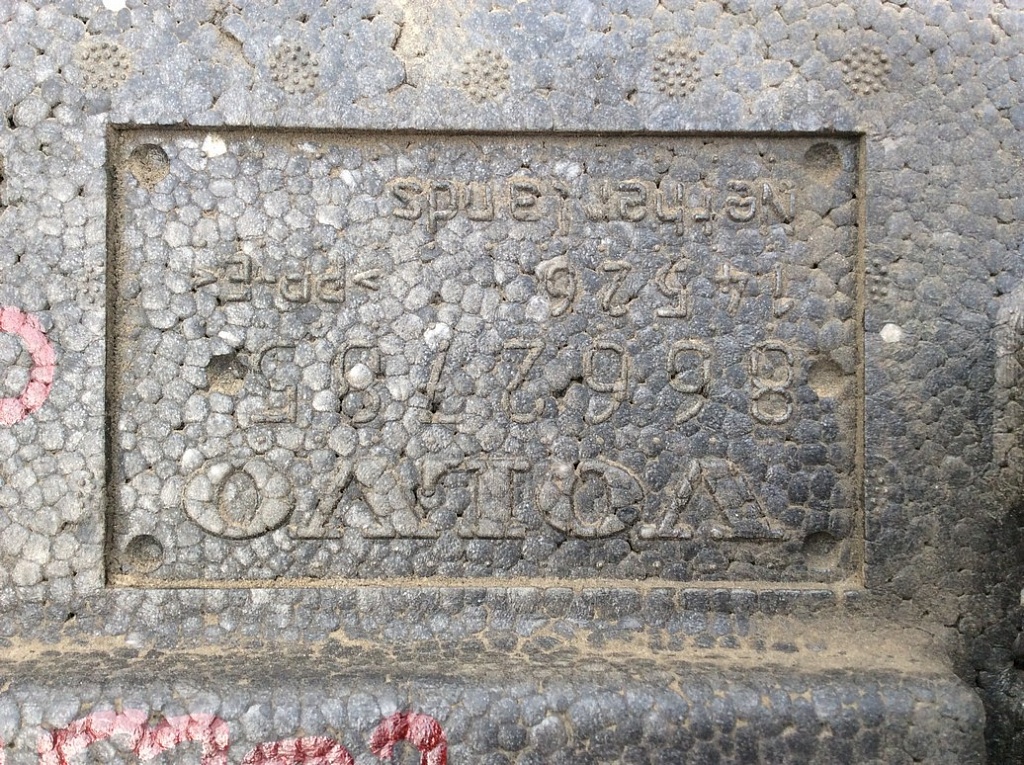 VOLVO
8662785
14526 >PP+E<
Netherlands